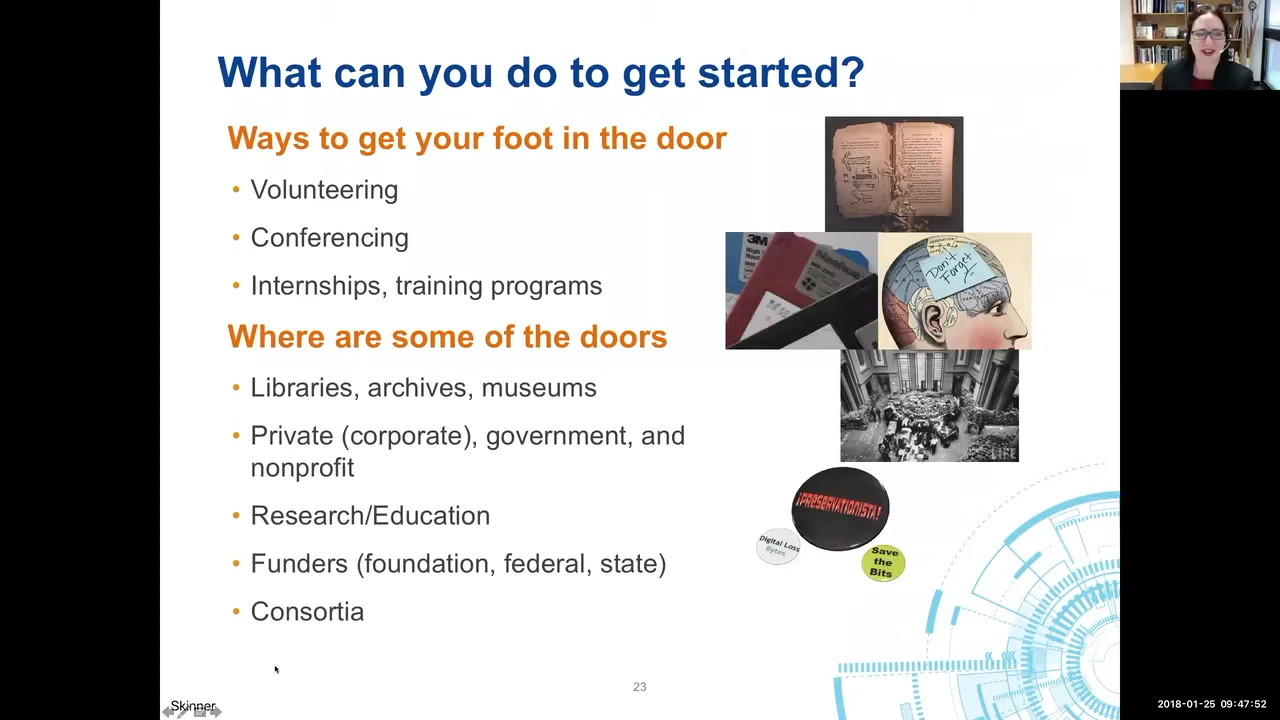 What can you do to get started?
Ways to get your foot in the door
• Volunteering
• Conferencing
• Internships, training programs
Where are some of the doors
• Libraries, archives, museums
• Private (corporate), government, and
nonprofit
• Research/Education
• Funders (foundation, federal, state)
• Consortia
3M
Don't
Forget
LIFE
¡PRESERVATIONISTA!
Digital Loss
Bytes
Save
the
Bits
23
Skinner
2018-01-25 09:47:52